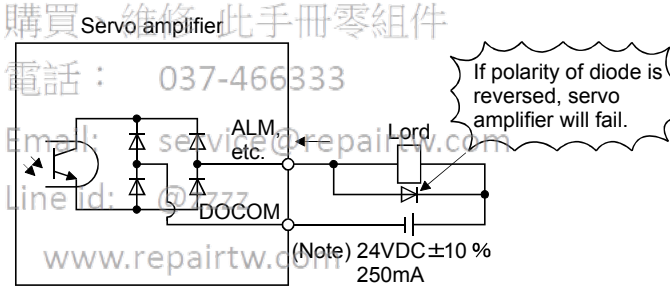 購買、維修 此手冊零組件
Servo amplifier
電話： 037-466333
If polarity of diode is
reversed, servo
amplifier will fail.
ALM,
etc.
Lord
Email: service@repairtw.com
Line id: @zzzz
DOCOM
(Note) 24VDC±10 %
250mA
www.repairtw.com